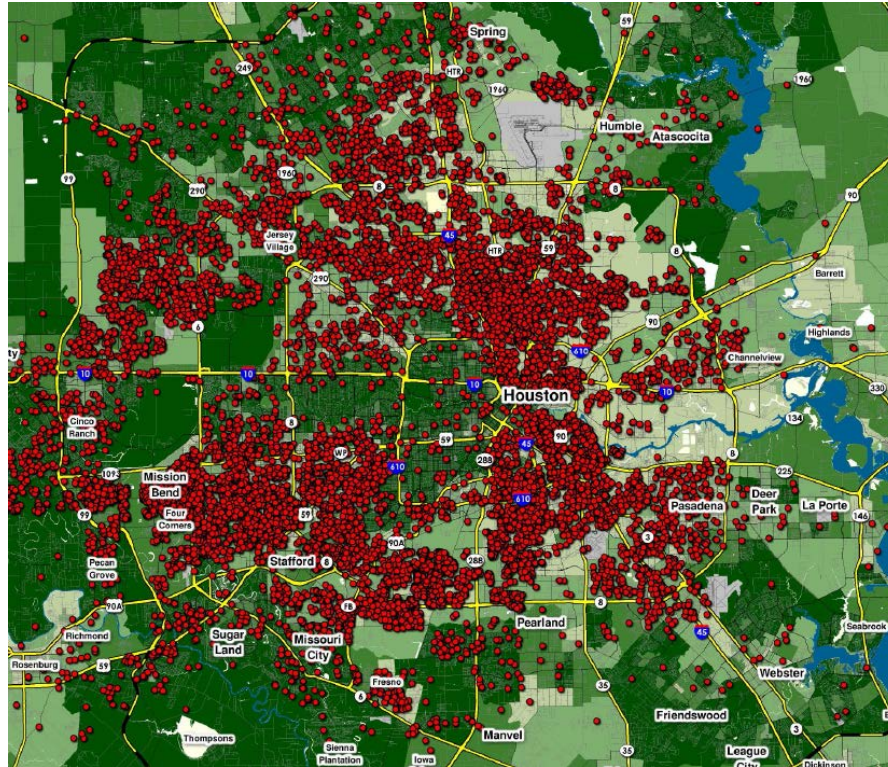 Spring
59
249
HTR
1960
1960
Humble
Atascocita
99
290
1960
8
8
90
Jersey
Village
45
HTR
59
8
290
Barrett
6
90
Highlands
ty
10
10
610
Channelview
10
Houston
10
330
Cinco
Ranch
8
59
45
90
134
WP
288
8
1093
610
225
Mission
Bend
610
Pasadena
Deer
Park
La Porte
99
Four
Corners
59
146
3
90A
Pecan
Grove
Stafford
8
288
90A
FB
8
Richmond
Sugar
Land
Missouri
City
Pearland
45
Seabrook
Rosenburg
59
Webster
Fresno
6
35
Friendswood
3
Thompsons
Manvel
Sienna
Plantation
Iowa
35
League
City
Dickinson